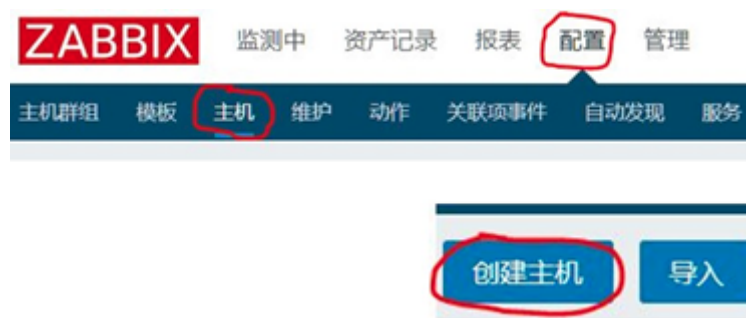 ZABBIX 监测中 资产记录 报表 配置 管理
主机群组 模板 主机 维护 动作 关联项事件 自动发现 服务
创建主机 导入